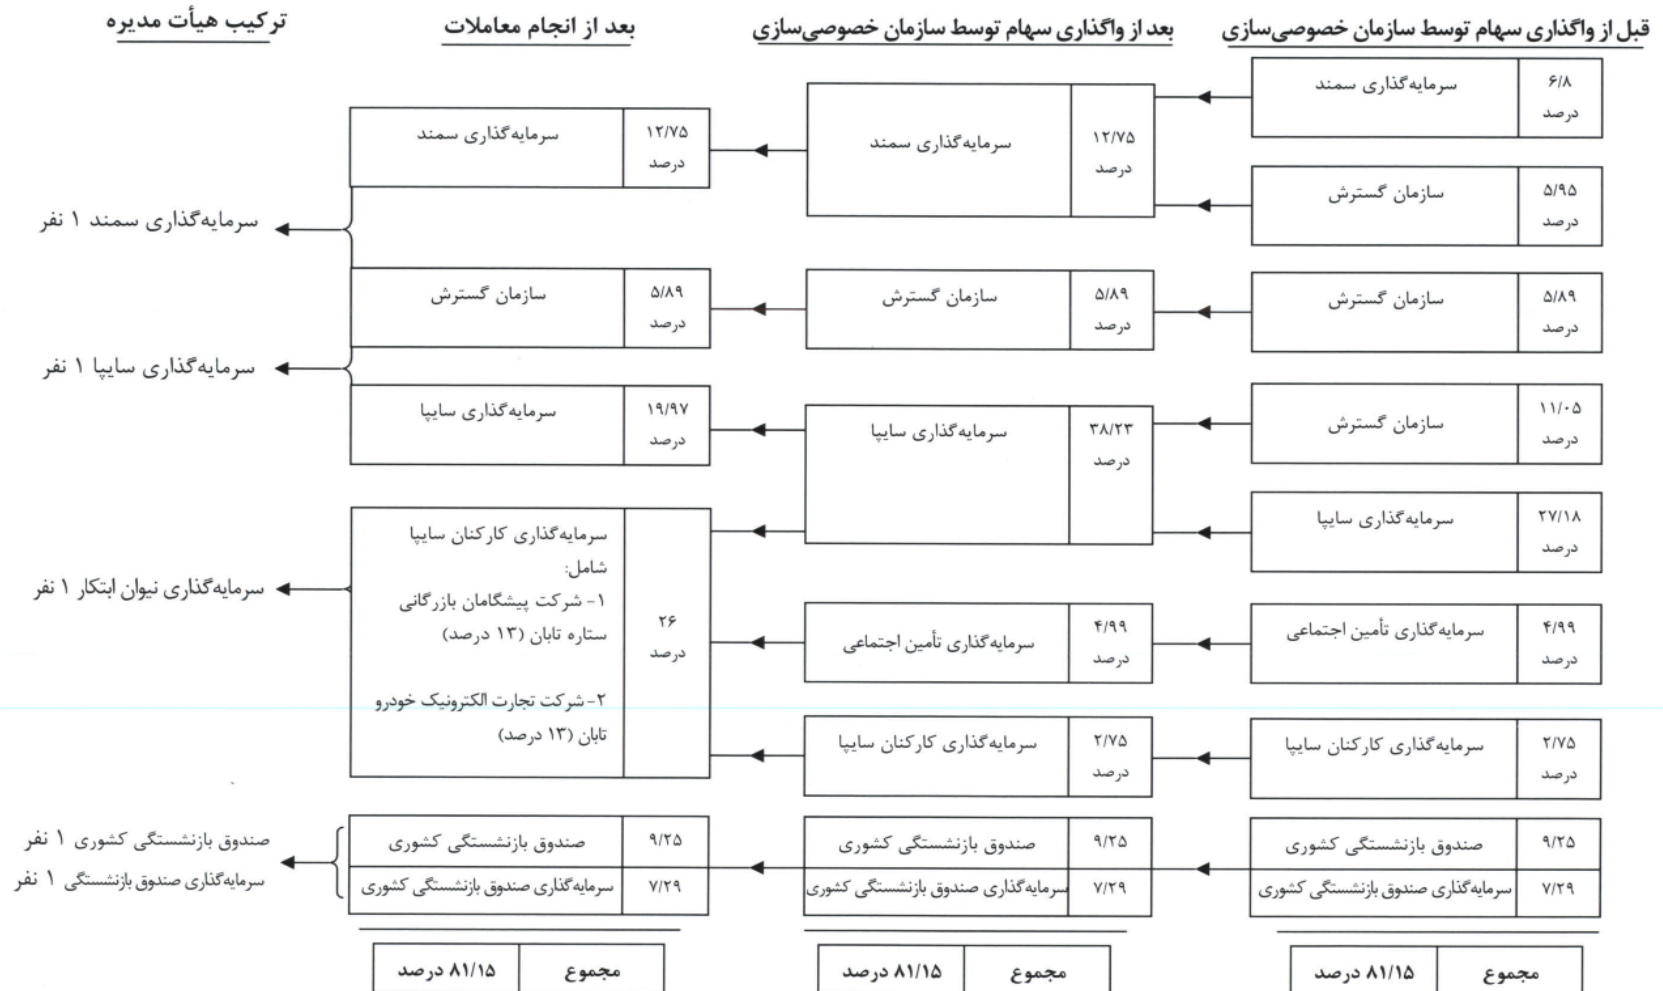 قبل از واگذاری سهام توسط سازمان خصوصی‌سازی
۶/۸ درصد
سرمایه‌گذاری سمند
۵/۹۵ درصد
سازمان گسترش
۵/۸۹ درصد
سازمان گسترش
۱۱/۰۵ درصد
سازمان گسترش
۲۷/۱۸ درصد
سرمایه‌گذاری سایپا
۴/۹۹ درصد
سرمایه‌گذاری تأمین اجتماعی
۲/۷۵ درصد
سرمایه‌گذاری کارکنان سایپا
۹/۲۵
صندوق بازنشستگی کشوری
۷/۲۹
سرمایه‌گذاری صندوق بازنشستگی کشوری
مجموع
۸۱/۱۵ درصد
بعد از واگذاری سهام توسط سازمان خصوصی‌سازی
۱۲/۷۵ درصد
سرمایه‌گذاری سمند
۵/۸۹ درصد
سازمان گسترش
۳۸/۲۳ درصد
سرمایه‌گذاری سایپا
۴/۹۹ درصد
سرمایه‌گذاری تأمین اجتماعی
۲/۷۵ درصد
سرمایه‌گذاری کارکنان سایپا
۹/۲۵
صندوق بازنشستگی کشوری
۷/۲۹
سرمایه‌گذاری صندوق بازنشستگی کشوری
مجموع
۸۱/۱۵ درصد
بعد از انجام معاملات
۱۲/۷۵ درصد
سرمایه‌گذاری سمند
۵/۸۹ درصد
سازمان گسترش
۱۹/۹۷ درصد
سرمایه‌گذاری سایپا
۲۶ درصد
سرمایه‌گذاری کارکنان سایپا
شامل:
۱- شرکت پیشگامان بازرگانی
ستاره تابان (۱۳ درصد)
۲- شرکت تجارت الکترونیک خودرو
تابان (۱۳ درصد)
۹/۲۵
صندوق بازنشستگی کشوری
۷/۲۹
سرمایه‌گذاری صندوق بازنشستگی کشوری
مجموع
۸۱/۱۵ درصد
ترکیب هیأت مدیره
سرمایه‌گذاری سمند ۱ نفر
سرمایه‌گذاری سایپا ۱ نفر
سرمایه‌گذاری نیوان ابتکار ۱ نفر
صندوق بازنشستگی کشوری ۱ نفر
سرمایه‌گذاری صندوق بازنشستگی ۱ نفر